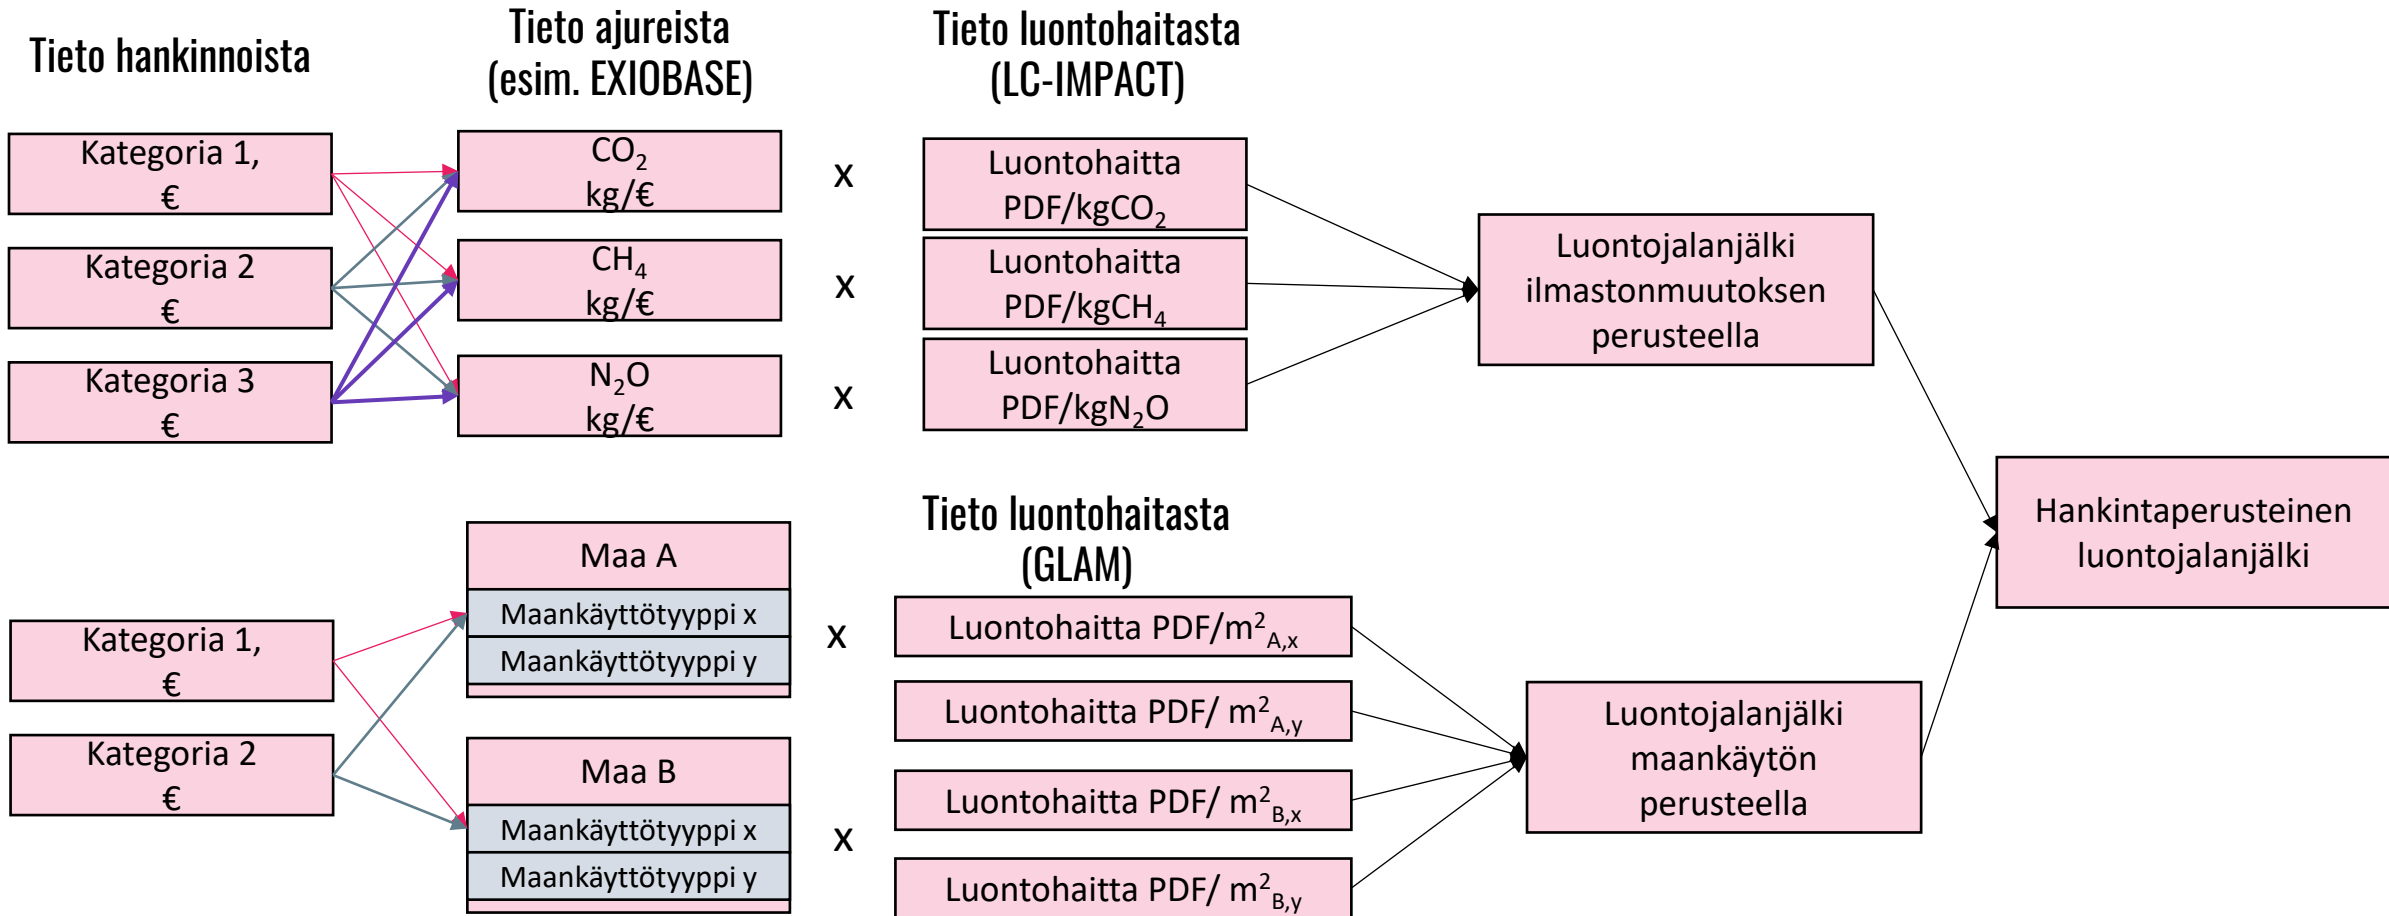 Tieto hankinnoista
Tieto ajureista
(esim. EXIOBASE)
Tieto luontohaitasta
(LC-IMPACT)
Kategoria 1,
€
Kategoria 2
€
Kategoria 3
€
CO₂
kg/€
CH₄
kg/€
N₂O
kg/€
x
x
x
Luontohaitta
PDF/kgCO₂
Luontohaitta
PDF/kgCH₄
Luontohaitta
PDF/kgN₂O
Luontojalanjälki
ilmastonmuutoksen
perusteella
Kategoria 1,
€
Kategoria 2
€
Maa A
Maankäyttötyyppi x
Maankäyttötyyppi y
Maa B
Maankäyttötyyppi x
Maankäyttötyyppi y
x
x
Tieto luontohaitasta
(GLAM)
Luontohaitta PDF/m²A,x
Luontohaitta PDF/ m²A,y
Luontohaitta PDF/ m²B,x
Luontohaitta PDF/ m²B,y
Luontojalanjälki
maankäytön
perusteella
Hankintaperusteinen
luontojalanjälki